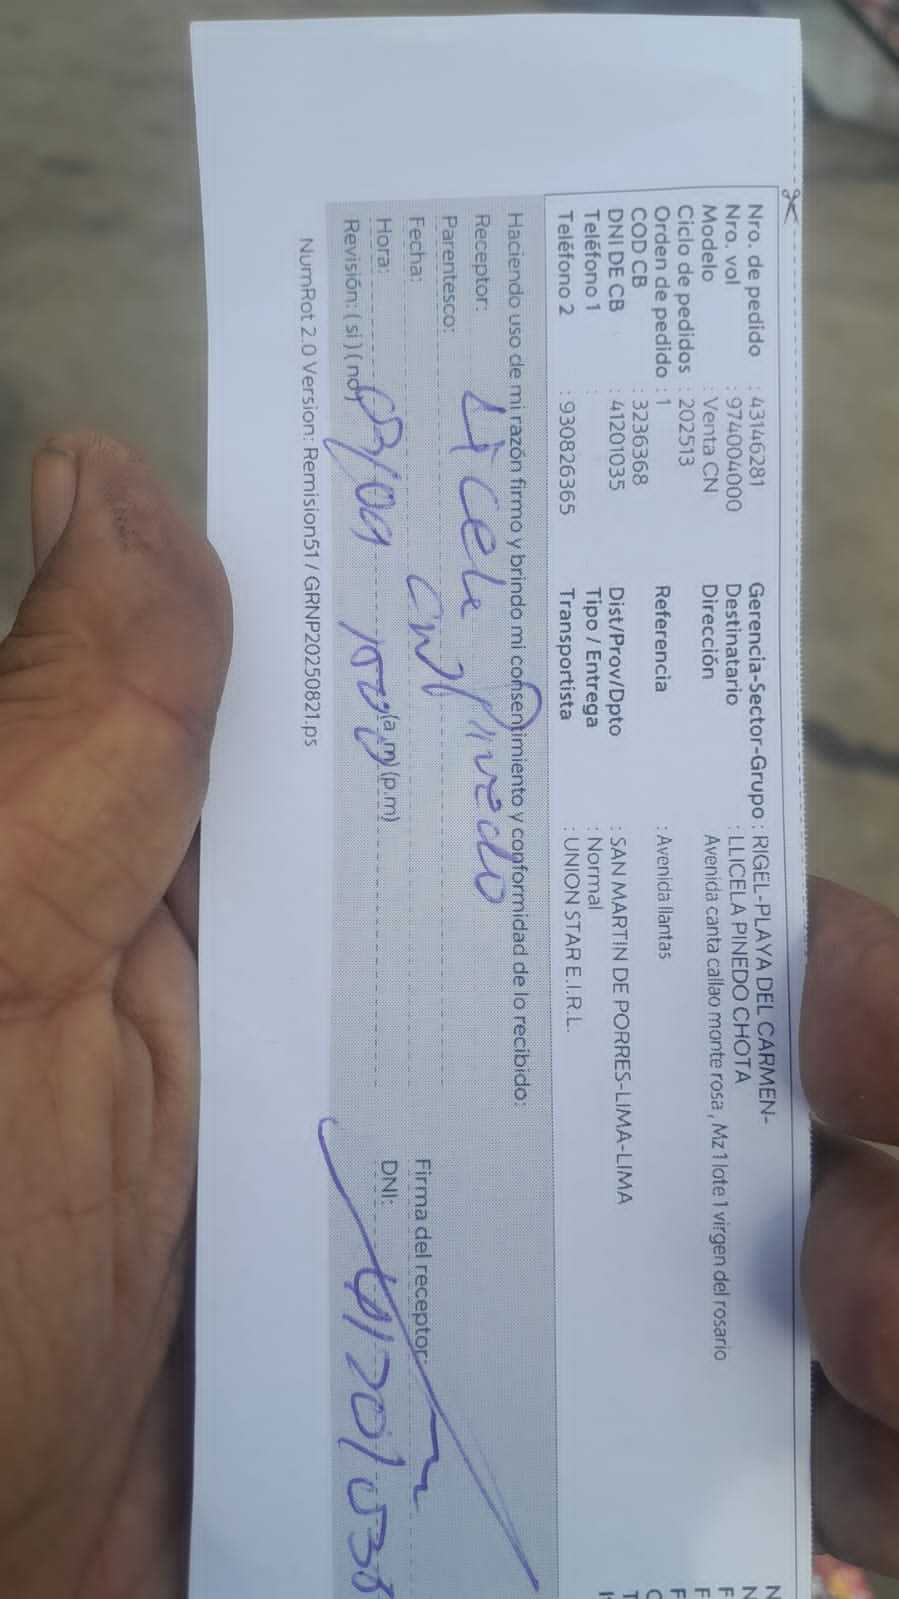 Nro. de pedido : 43146281 Gerencia-Sector-Grupo : RIGEL-PLAYA DEL CARMEN-
Nro. vol : 974004000 Destinatario : LLICELA PINEDO CHOTA
Modelo : Venta CN Dirección Avenida canta callao monte rosa , Mz 1 lote 1 virgen del rosario
Ciclo de pedidos : 202513
Orden de pedido : 1 Referencia : Avenida llantas
COD CB : 3236368
DNI DE CB : 41201035 Dist/Prov/Dpto : SAN MARTIN DE PORRES-LIMA-LIMA
Teléfono 1 : Tipo / Entrega : Normal
Teléfono 2 : 930826365 Transportista : UNION STAR E.I.R.L.
Haciendo uso de mi razón firmo y brindo mi consentimiento y conformidad de lo recibido:
Receptor: Pinedo
Parentesco:
Fecha: Firma del receptor:
Hora: (a.m) (p.m) DNI:
Revisión: ( si ) ( no ) 03/09
NumRot 2.0 Version: Remision51 / GRNP20250821.ps